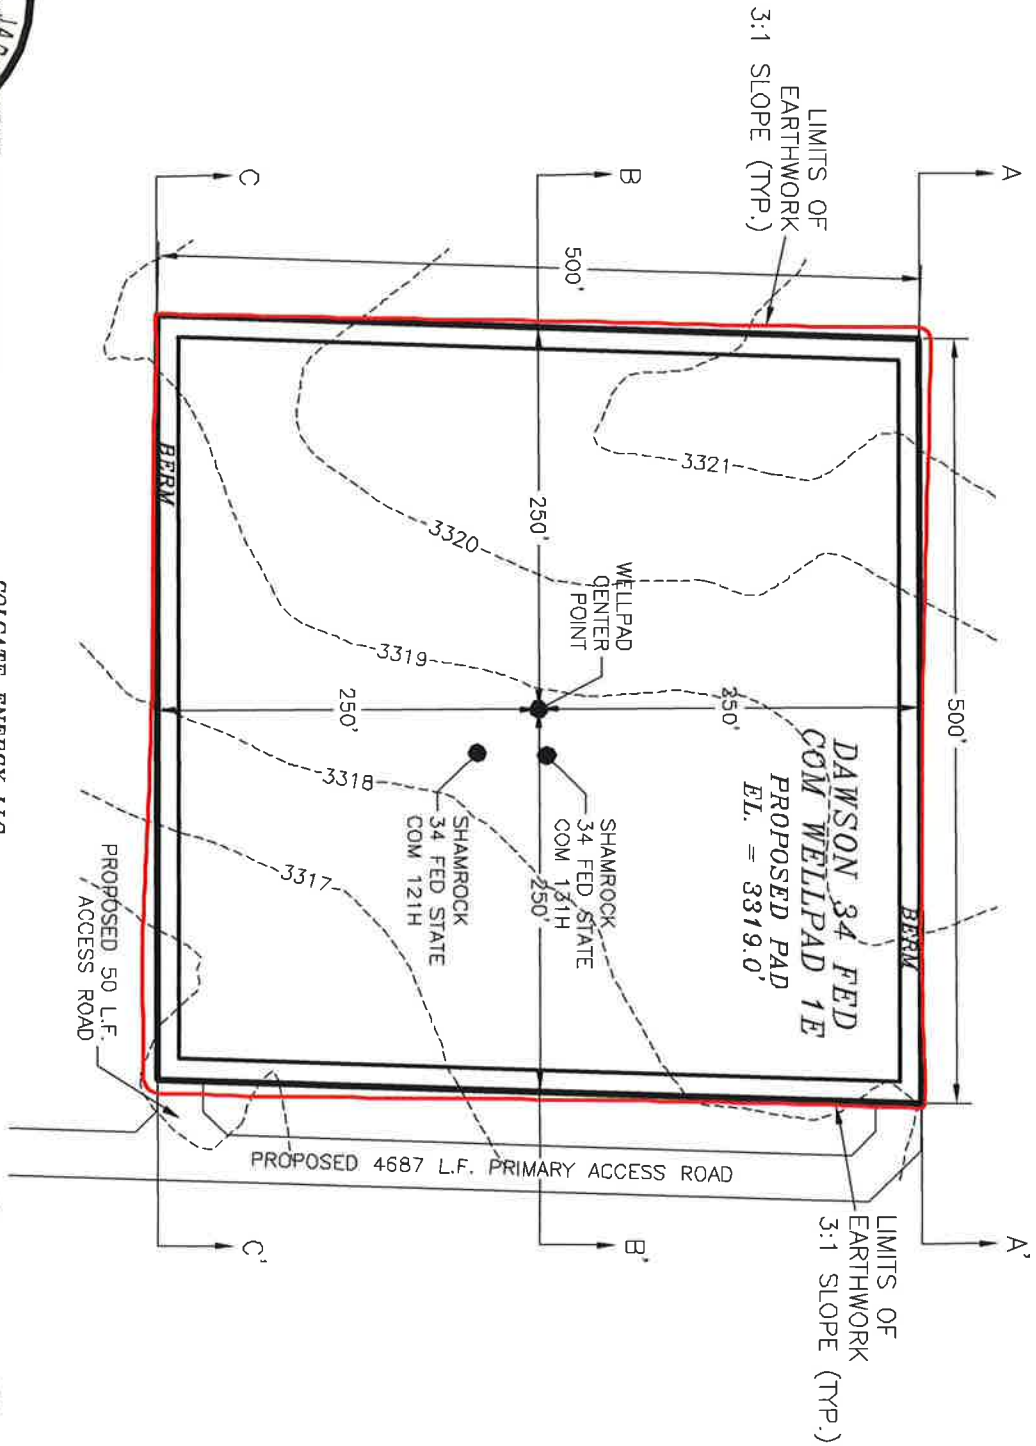 A
A'
LIMITS OF
EARTHWORK
3:1 SLOPE (TYP.)
500'
BERM
DAWSON 34 FED
COM WELLPAD 1E
PROPOSED PAD
EL. = 3319.0'
LIMITS OF
EARTHWORK
3:1 SLOPE (TYP.)
3321
250'
WELLPAD
CENTER
POINT
SHAMROCK
34 FED STATE
COM 131H
B
500'
250'
250'
B'
3320
3319
3318
3317
250'
SHAMROCK
34 FED STATE
COM 121H
PROPOSED 4687 L.F. PRIMARY ACCESS ROAD
C
BERM
C'
PROPOSED 50 L.F.
ACCESS ROAD
COLGATE ENERGY LLC